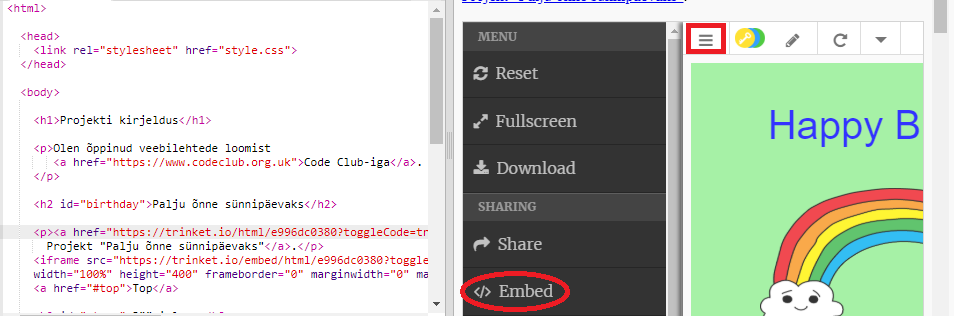 <html>
<head>
<link rel="stylesheet" href="style.css">
</head>
<body>
<h1>Projekti kirjeldus</h1>
<p>Olen õppinud veebilehtede loomist
<a href="https://www.codeclub.org.uk">Code Club-iga</a>.
</p>
<h2 id="birthday">Palju õnne sünnipäevaks</h2>
<p><a href="https://trinket.io/html/e996dc0380?toggleCode=tr
Projekt "Palju õnne sünnipäevaks"</a>.</p>
<iframe src="https://trinket.io/embed/html/e996dc0380?toggle
width="100%" height="400" frameborder="0" marginwidth="0" ma
<a href="#top">Top</a>
MENU
Reset
Fullscreen
Download
SHARING
Share
</> Embed
Happy B